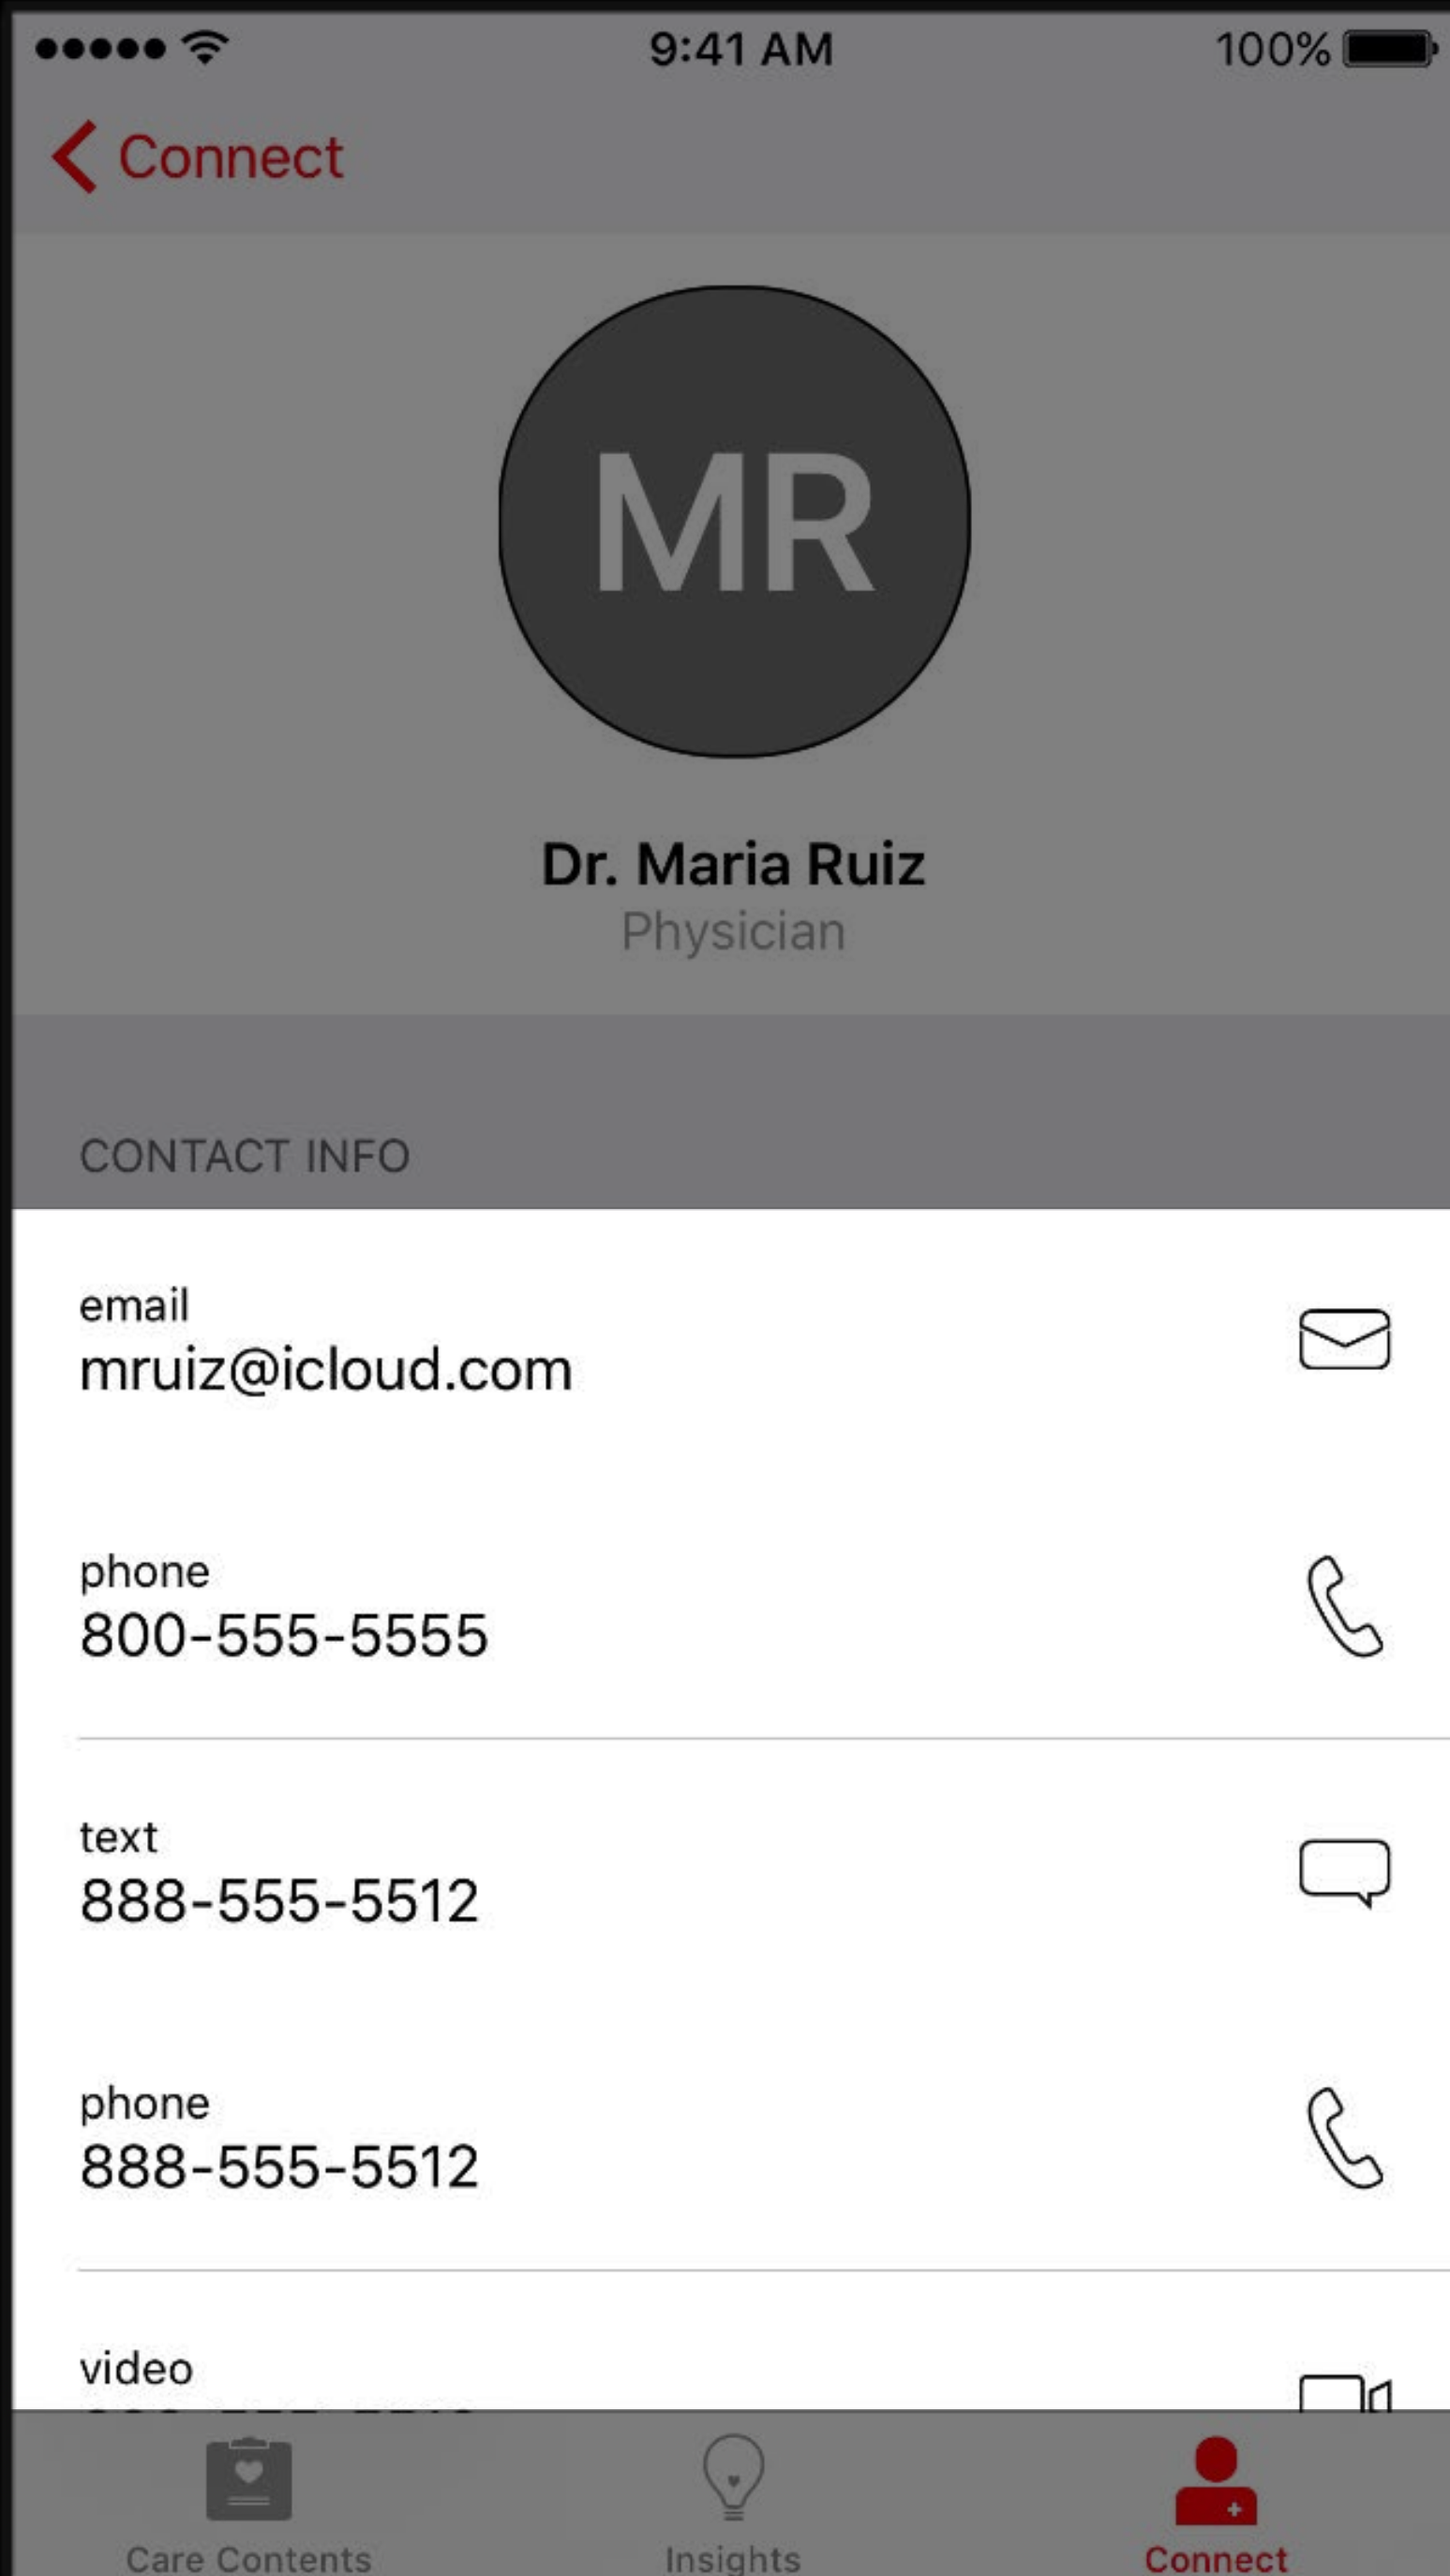 9:41 AM 100%
Connect
MR
Dr. Maria Ruiz
Physician
CONTACT INFO
email
mruiz@icloud.com
phone
800-555-5555
text
888-555-5512
phone
888-555-5512
video
Care Contents Insights Connect